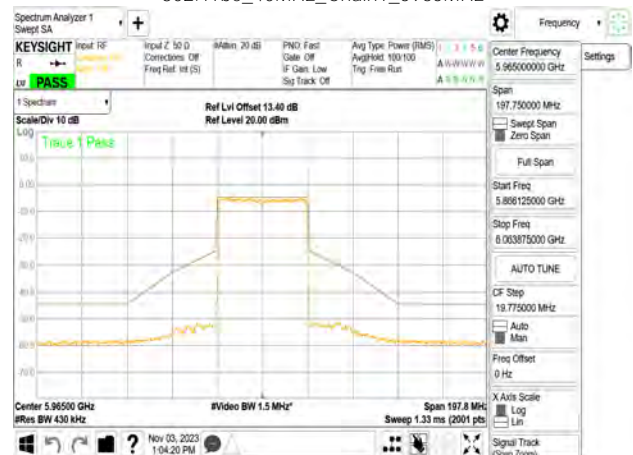 Spectrum Analyzer 1
Swept SA
+
Frequency
KEYSIGHT
Input: RF
R
LV PASS
Input Z: 50 Ω
Corrections: Off
Freq Ref: Int (S)
#Atten: 20 dB
PNO: Fast
Gate: Off
IF Gain: Low
Sig Track: Off
Avg Type: Power (RMS)
Avg|Hold: 100/100
Trig: Free Run
Center Frequency
5.965000000 GHz
Settings
Span
197.750000 MHz
Swept Span
Zero Span
Full Span
Start Freq
5.866125000 GHz
Stop Freq
6.063875000 GHz
AUTO TUNE
CF Step
19.775000 MHz
Auto
Man
Freq Offset
0 Hz
X Axis Scale
Log
Lin
Signal Track
(Span Zoom)
1 Spectrum
Scale/Div 10 dB
Ref Lvl Offset 13.40 dB
Ref Level 20.00 dBm
Log
Trace 1 Pass
Center 5.96500 GHz
#Video BW 1.5 MHz*
Span 197.8 MHz
#Res BW 430 kHz
Sweep 1.33 ms (2001 pts
?
Nov 03, 2023
1:04:20 PM